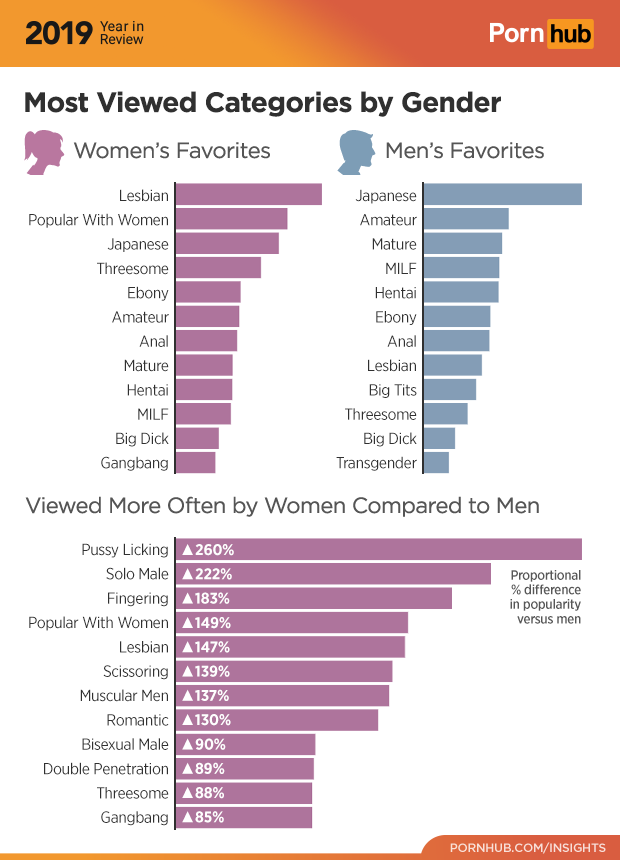 2019 Year in
Review
Porn hub
Most Viewed Categories by Gender
Women's Favorites
Lesbian
Popular With Women
Japanese
Threesome
Ebony
Amateur
Anal
Mature
Hentai
MILF
Big Dick
Gangbang
Men's Favorites
Japanese
Amateur
Mature
MILF
Hentai
Ebony
Anal
Lesbian
Big Tits
Threesome
Big Dick
Transgender
Viewed More Often by Women Compared to Men
Pussy Licking ▲260%
Solo Male ▲222%
Fingering ▲183%
Popular With Women ▲149%
Lesbian ▲147%
Scissoring ▲139%
Muscular Men ▲137%
Romantic ▲130%
Bisexual Male ▲90%
Double Penetration ▲89%
Threesome ▲88%
Gangbang ▲85%
Proportional
% difference
in popularity
versus men
PORNHUB.COM/INSIGHTS